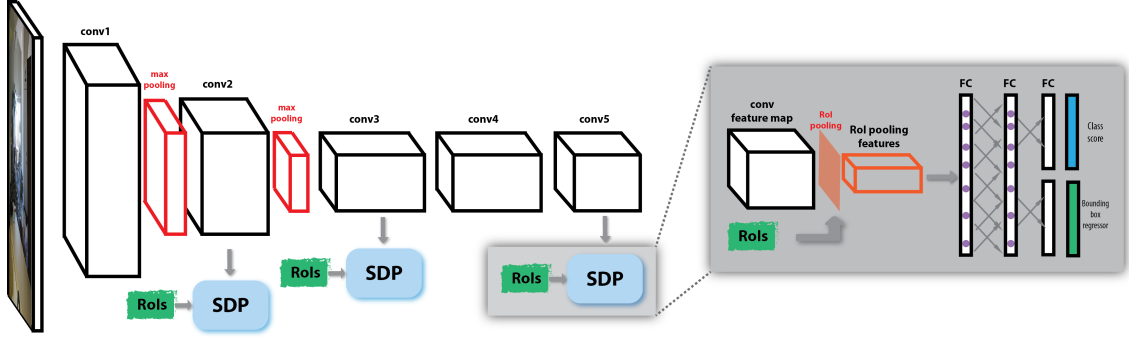 conv1
max
pooling
conv2
max
pooling
conv3
conv4
conv5
RoIs
SDP
RoIs
SDP
RoIs
SDP
conv
feature map
RoI
pooling
RoI pooling
features
RoIs
FC
FC
FC
Class
score
Bounding
box
regressor